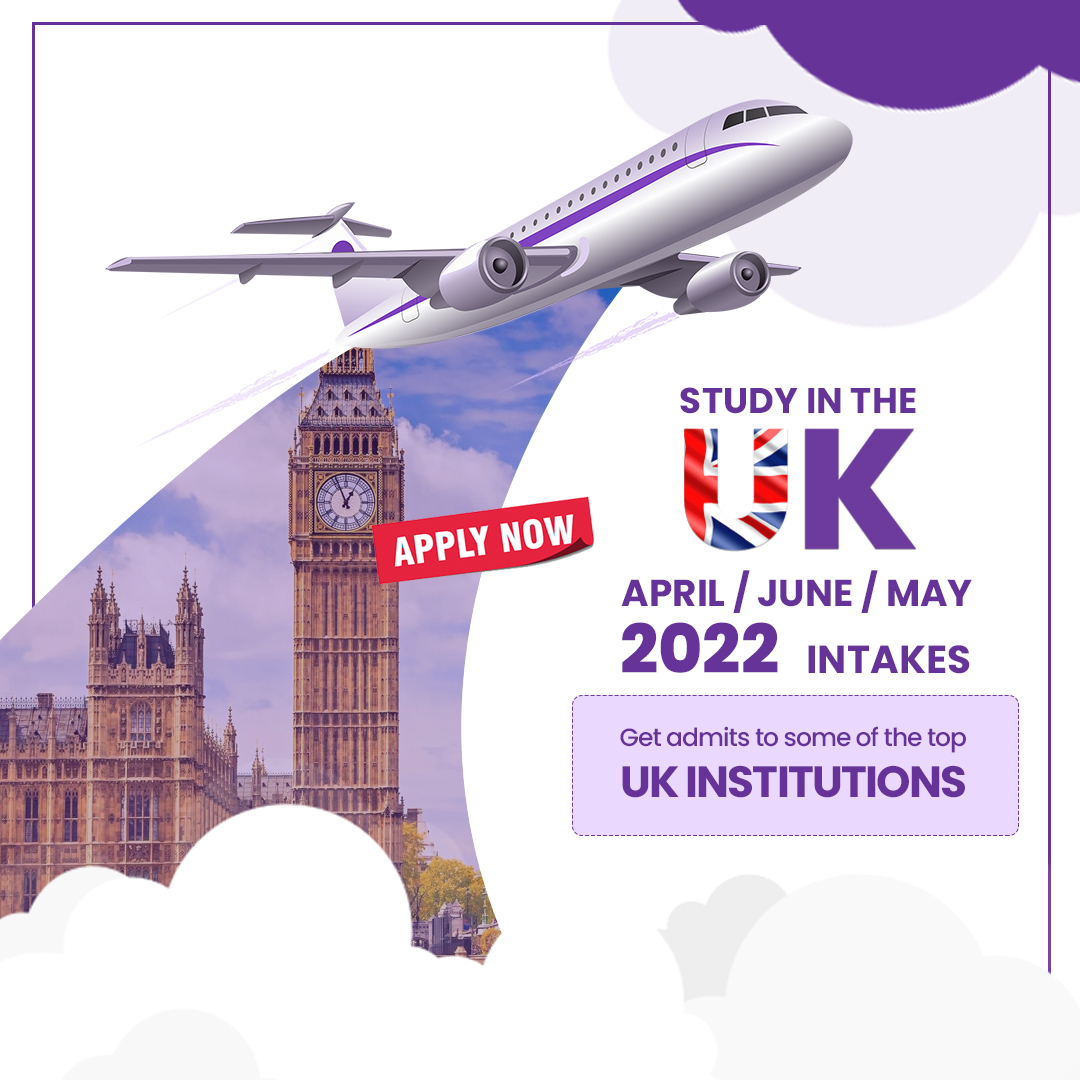 STUDY IN THE
UK
APRIL / JUNE / MAY
2022 INTAKES
APPLY NOW
Get admits to some of the top
UK INSTITUTIONS